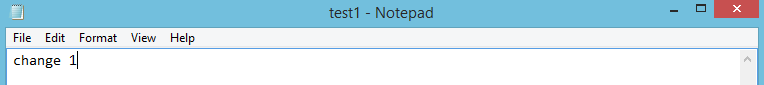 test1 - Notepad
File Edit Format View Help
change 1